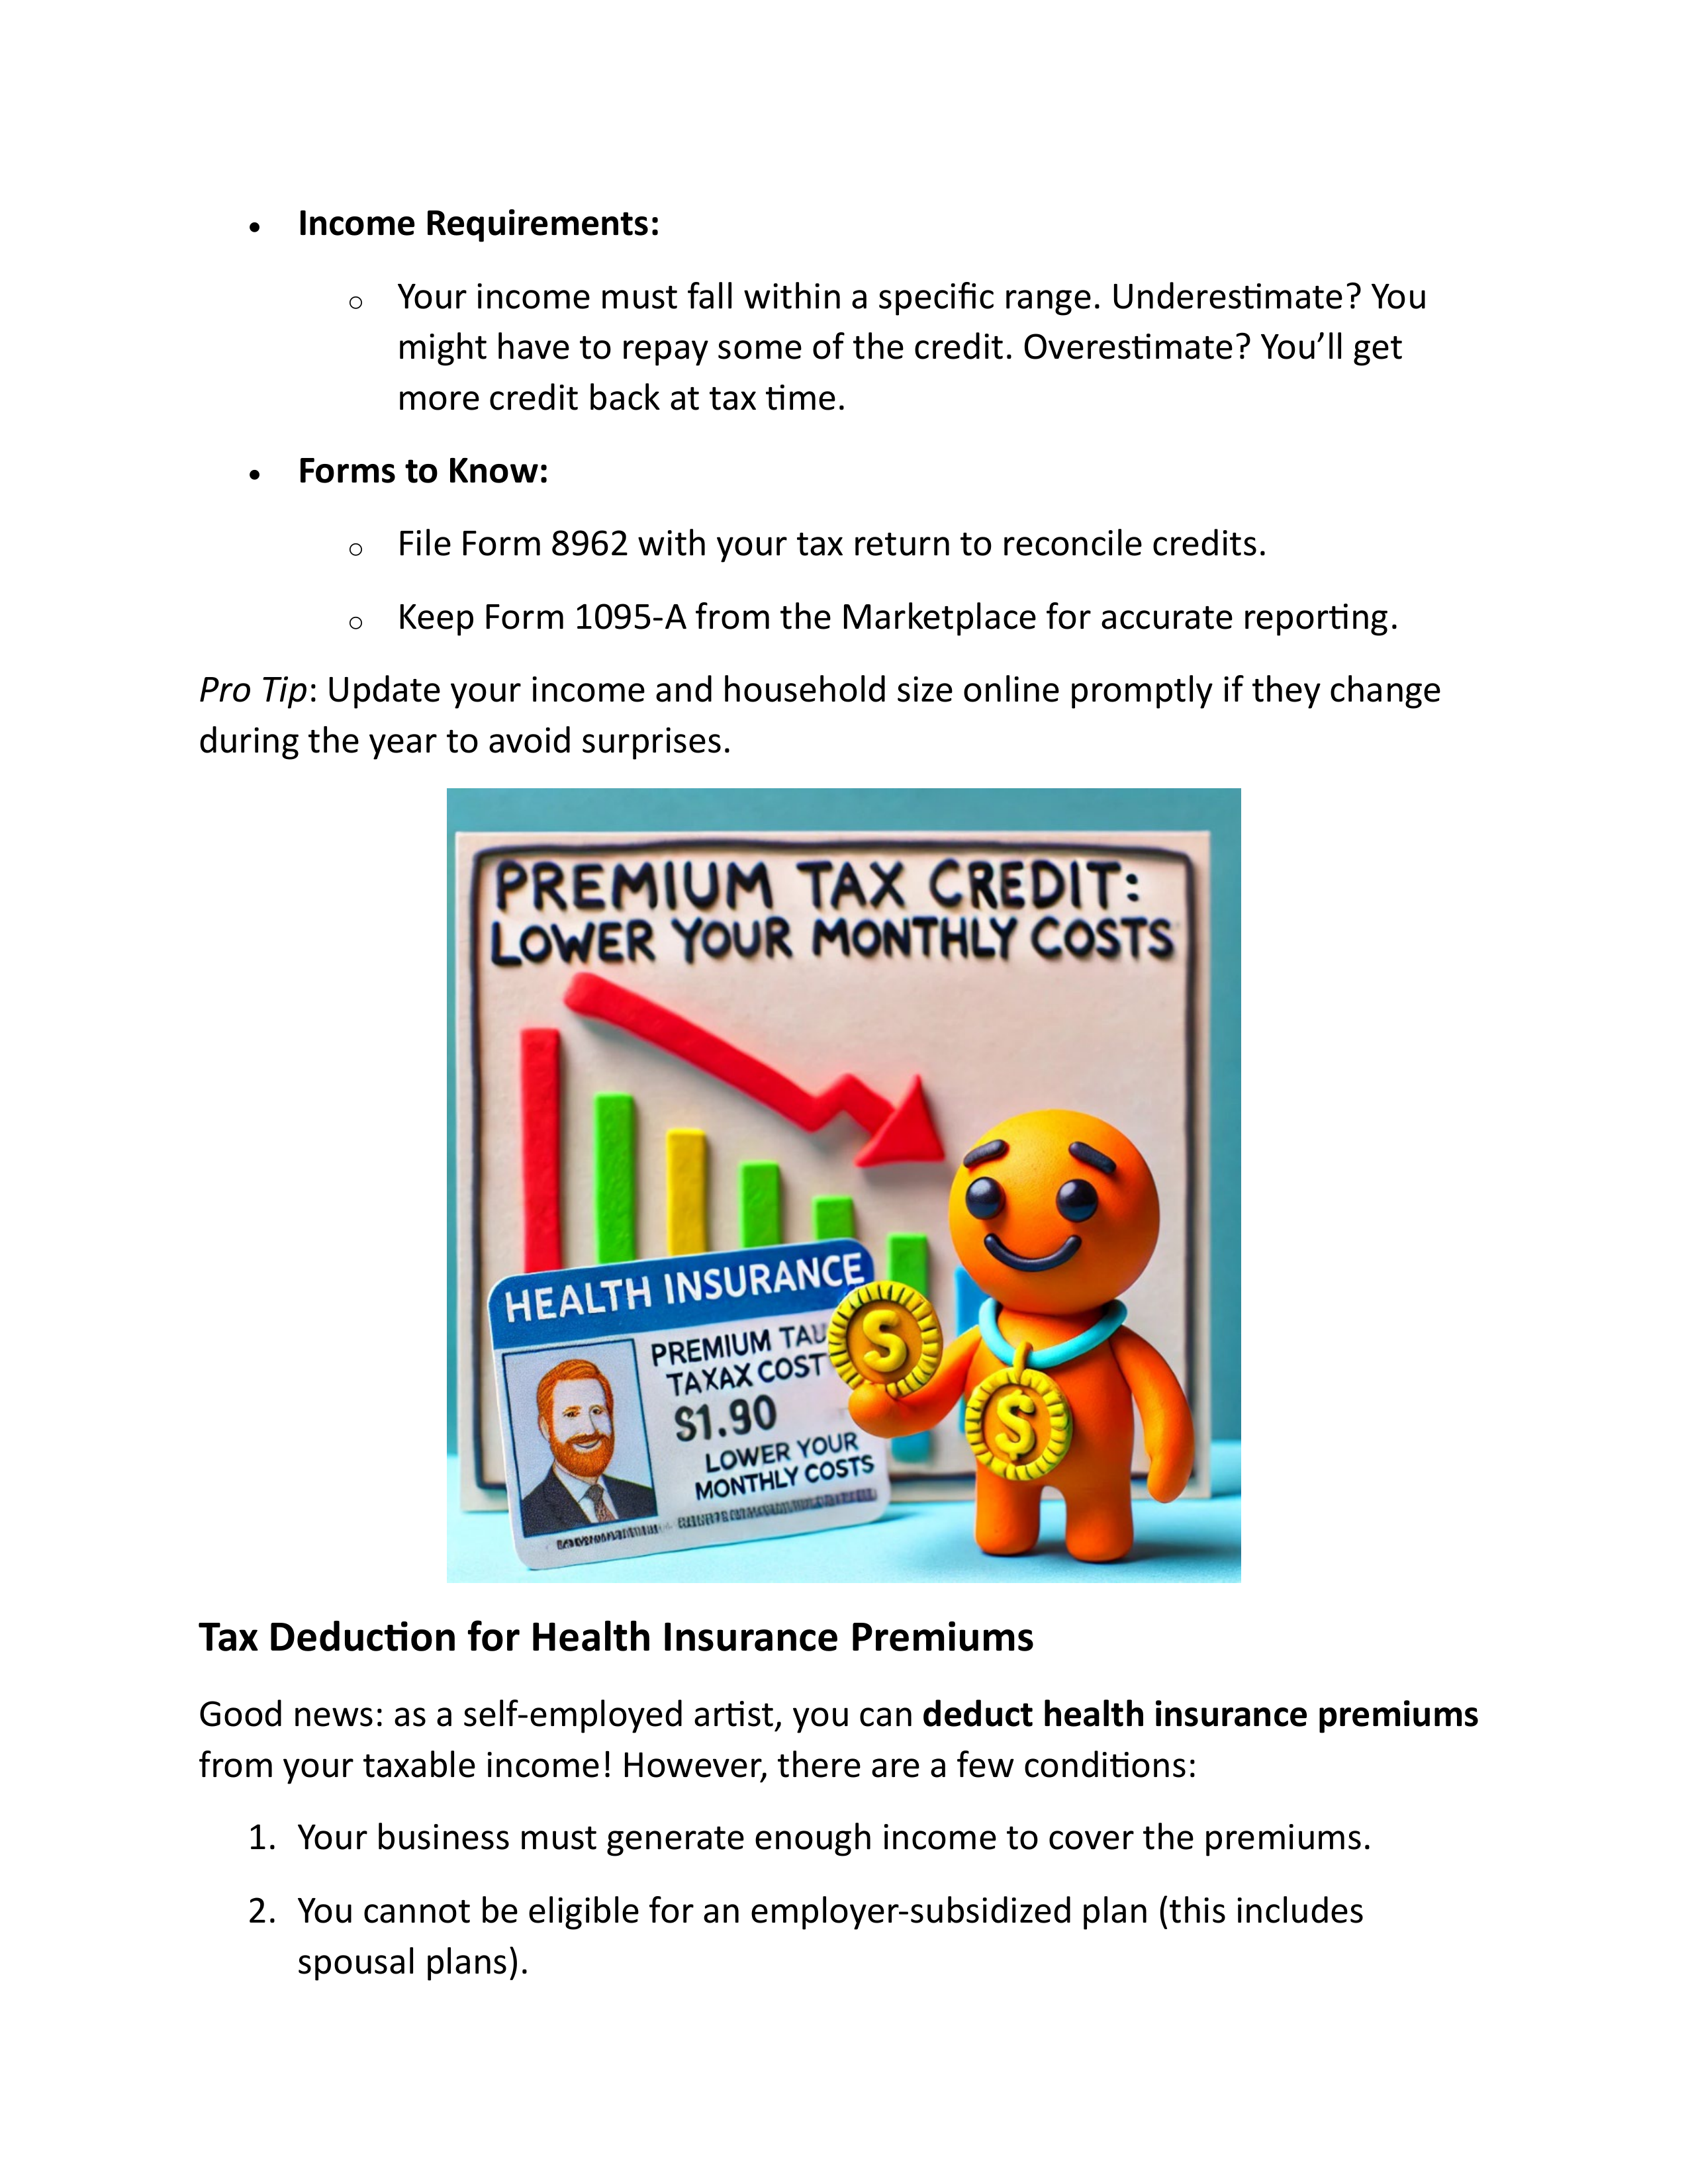 • Income Requirements:
○ Your income must fall within a specific range. Underestimate? You
might have to repay some of the credit. Overestimate? You’ll get
more credit back at tax time.
• Forms to Know:
○ File Form 8962 with your tax return to reconcile credits.
○ Keep Form 1095-A from the Marketplace for accurate reporting.
Pro Tip: Update your income and household size online promptly if they change
during the year to avoid surprises.
PREMIUM TAX CREDIT:
LOWER YOUR MONTHLY COSTS
HEALTH INSURANCE
PREMIUM TAU
TAXAX COST
$1.90
LOWER YOUR
MONTHLY COSTS
S
$
Tax Deduction for Health Insurance Premiums
Good news: as a self-employed artist, you can deduct health insurance premiums
from your taxable income! However, there are a few conditions:
1. Your business must generate enough income to cover the premiums.
2. You cannot be eligible for an employer-subsidized plan (this includes
spousal plans).